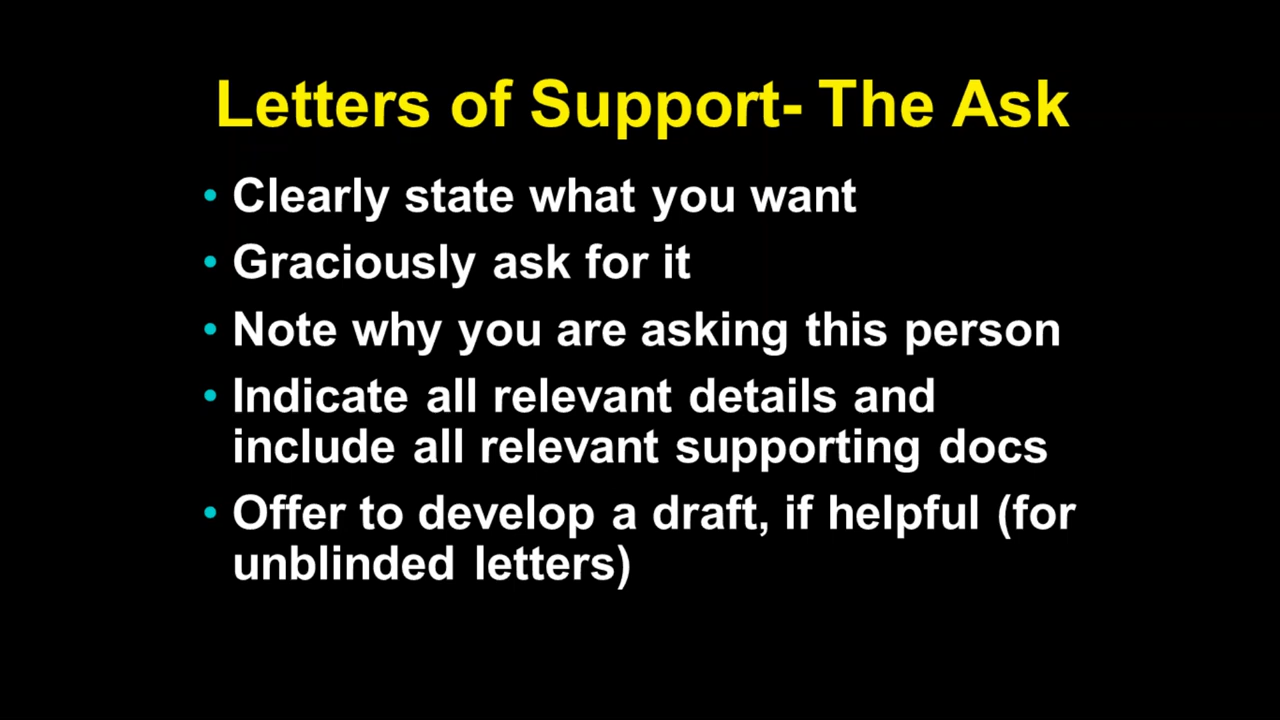 Letters of Support- The Ask
• Clearly state what you want
• Graciously ask for it
• Note why you are asking this person
• Indicate all relevant details and
include all relevant supporting docs
• Offer to develop a draft, if helpful (for
unblinded letters)